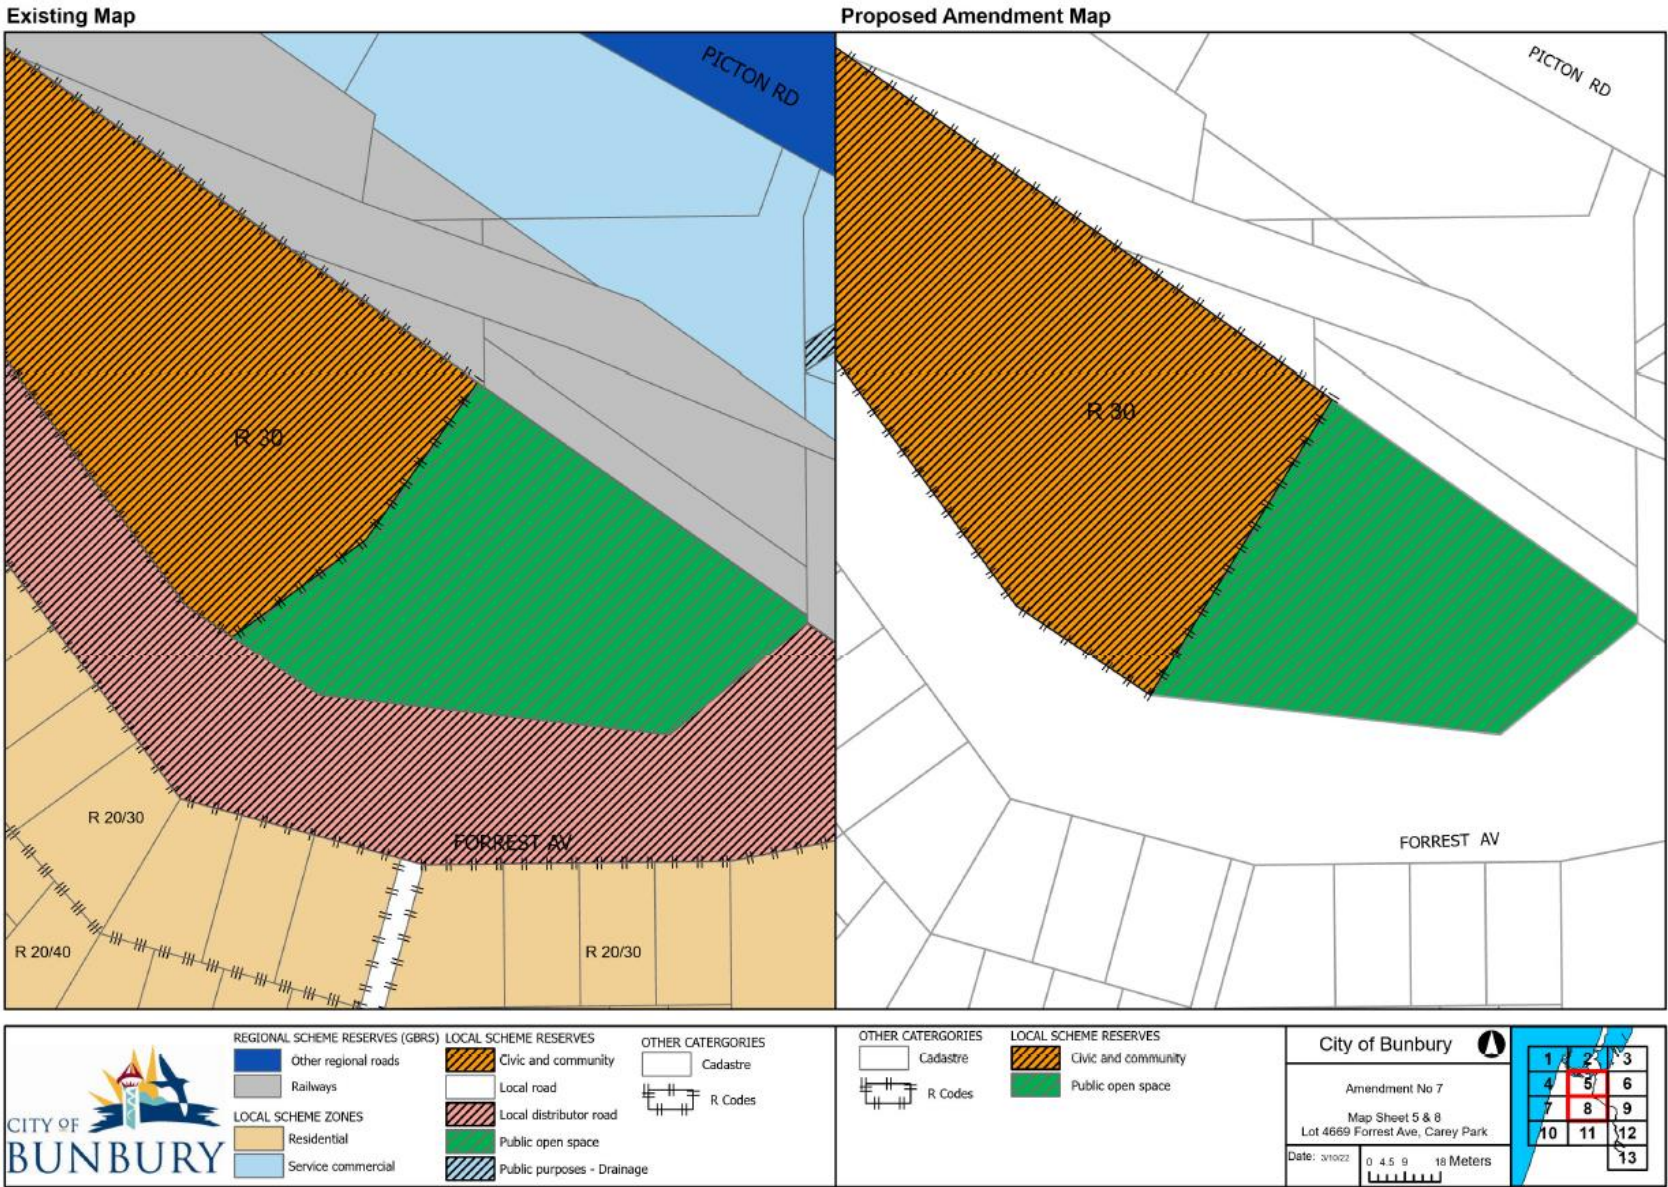 Existing Map
Proposed Amendment Map
PICTON RD
R 30
R 20/30
R 20/40
FORREST AV
R 20/30
PICTON RD
R 30
FORREST AV
CITY OF
BUNBURY
REGIONAL SCHEME RESERVES (GBRS)
Other regional roads
Railways
LOCAL SCHEME ZONES
Residential
Service commercial
LOCAL SCHEME RESERVES
Civic and community
Local road
Local distributor road
Public open space
Public purposes - Drainage
OTHER CATERGORIES
Cadastre
R Codes
OTHER CATERGORIES
Cadastre
R Codes
LOCAL SCHEME RESERVES
Civic and community
Public open space
City of Bunbury
Amendment No 7
Map Sheet 5 & 8
Lot 4669 Forrest Ave, Carey Park
Date: 3/10/22
0 4.5 9 18 Meters
1 2 3
4 5 6
7 8 9
10 11 12
13